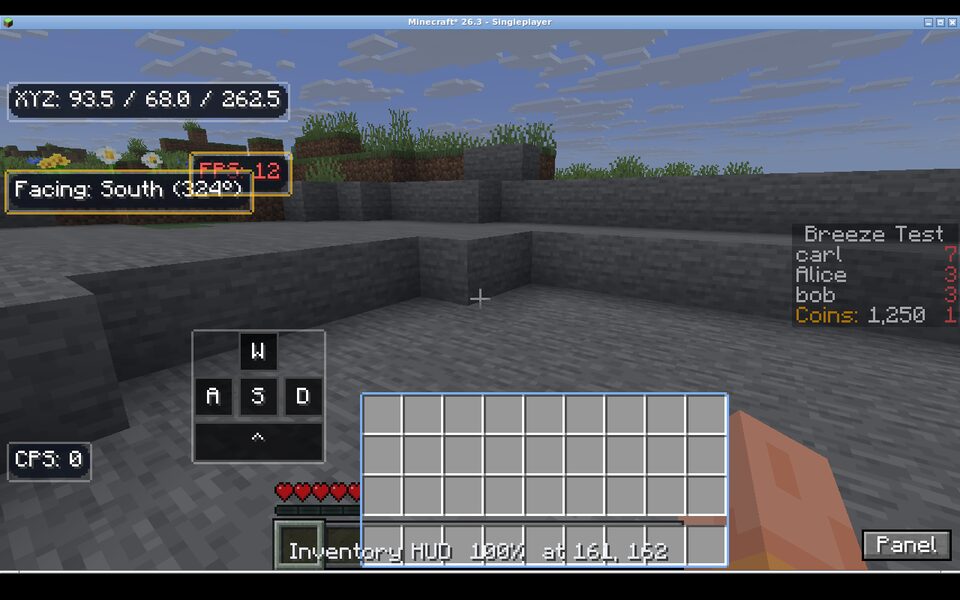 Minecraft* 26.3 - Singleplayer
XYZ: 93.5 / 68.0 / 262.5
FPS: 12
Facing: South (324°)
Breeze Test
carl 7
Alice 3
bob 3
Coins: 1,250 1
W
A S D
^
CPS: 0
Panel
Inventory HUD 100% at 161, 162